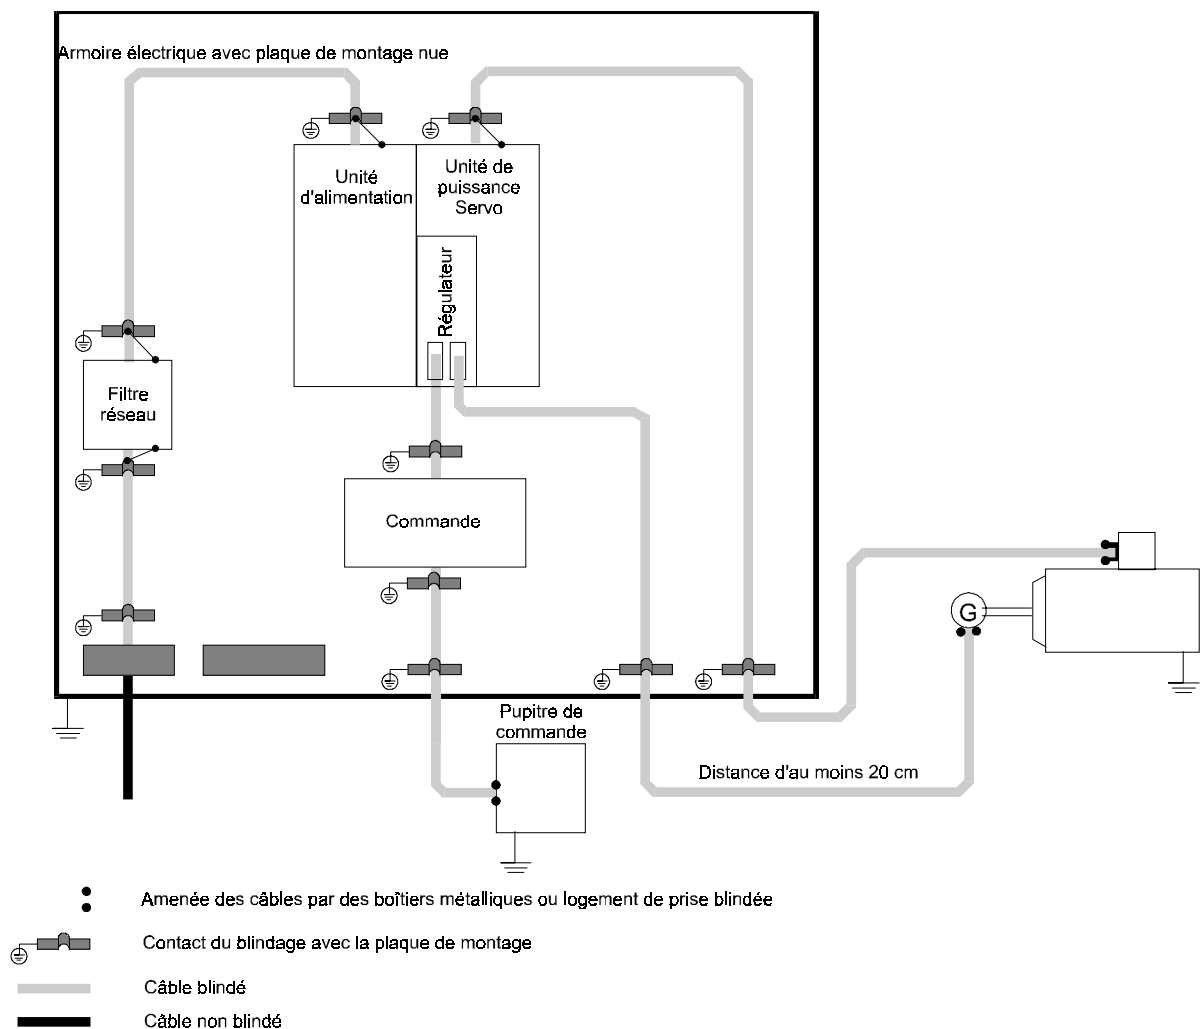 Armoire électrique avec plaque de montage nue
Unité
d'alimentation
Unité de
puissance
Servo
Régulateur
Filtre
réseau
Commande
G
Pupitre de
commande
Distance d'au moins 20 cm
Amenée des câbles par des boîtiers métalliques ou logement de prise blindée
Contact du blindage avec la plaque de montage
Câble blindé
Câble non blindé